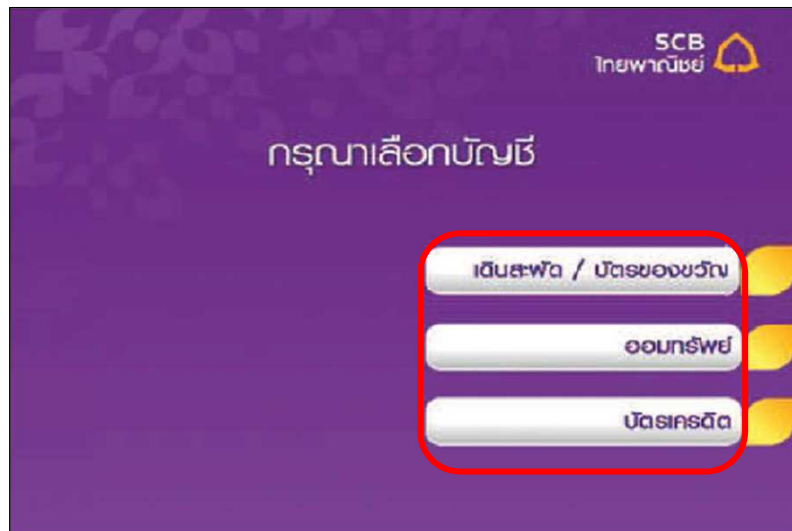 SCB
ไทยพาณิชย์
กรุณาเลือกบัญชี
เดินสะพัด / บัตรของขวัญ
ออมทรัพย์
บัตรเครดิต